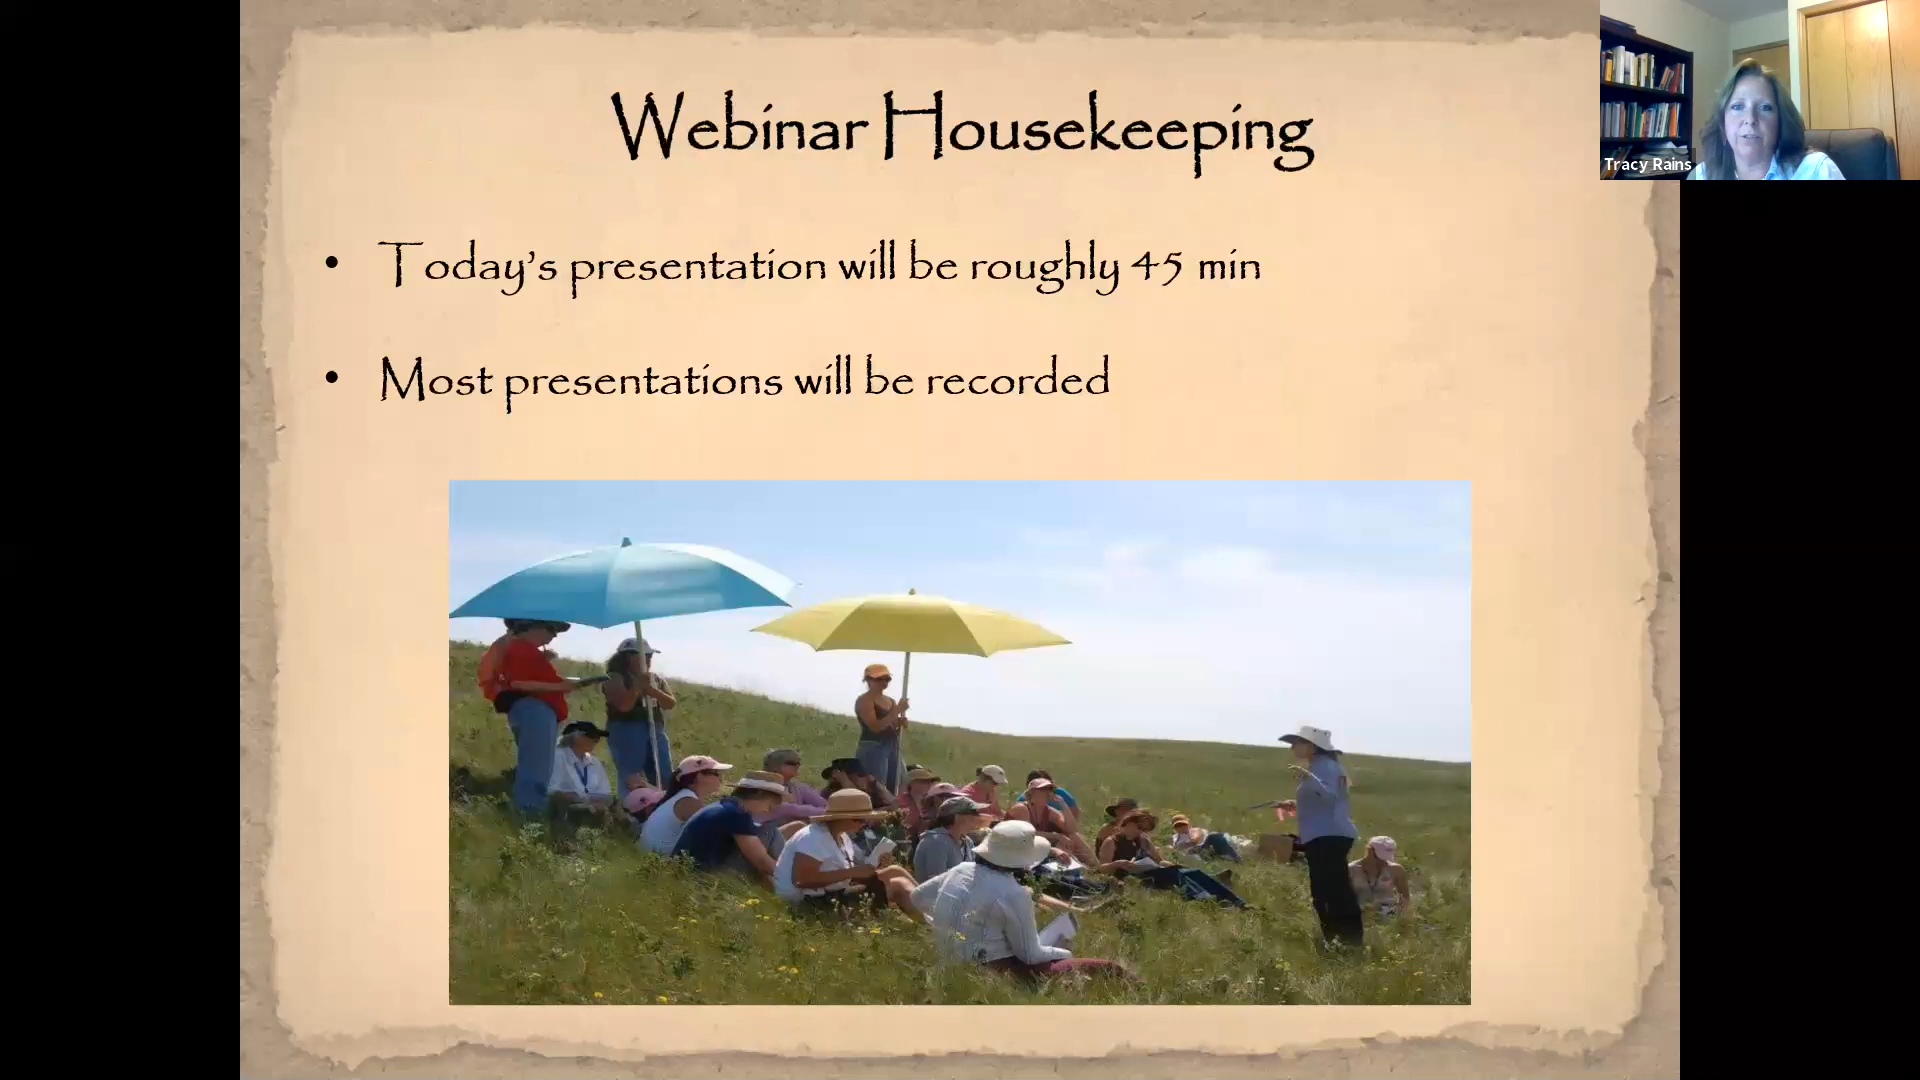 Webinar Housekeeping
Tracy Rains
• Today's presentation will be roughly 45 min
• Most presentations will be recorded